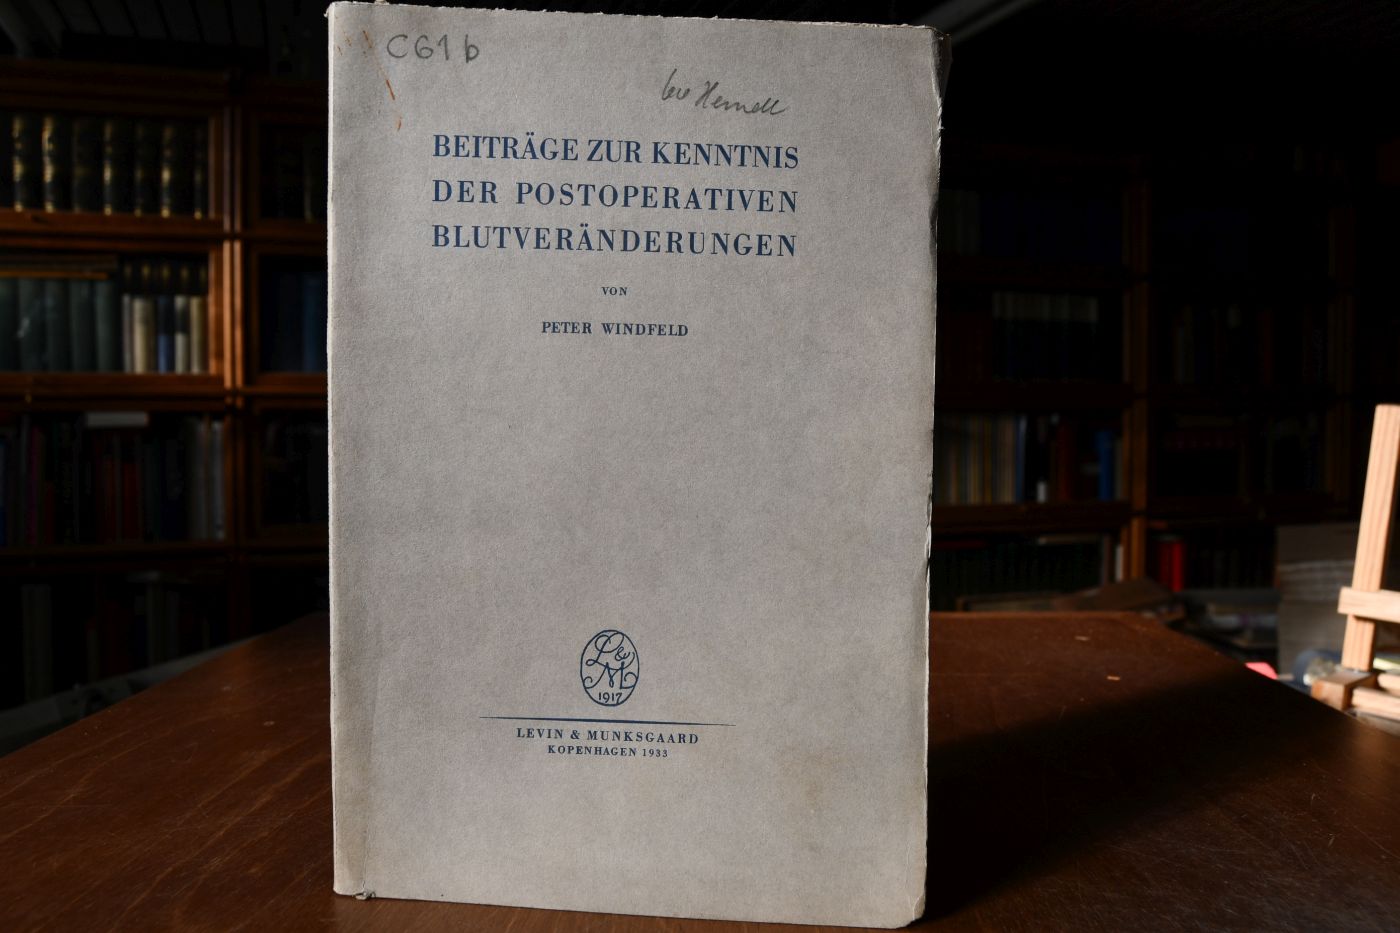 C61b
BEITRÄGE ZUR KENNTNIS
DER POSTOPERATIVEN
BLUTVERÄNDERUNGEN
VON
PETER WINDFELD
L & M
1917
LEVIN & MUNKSGAARD
KOPENHAGEN 1933